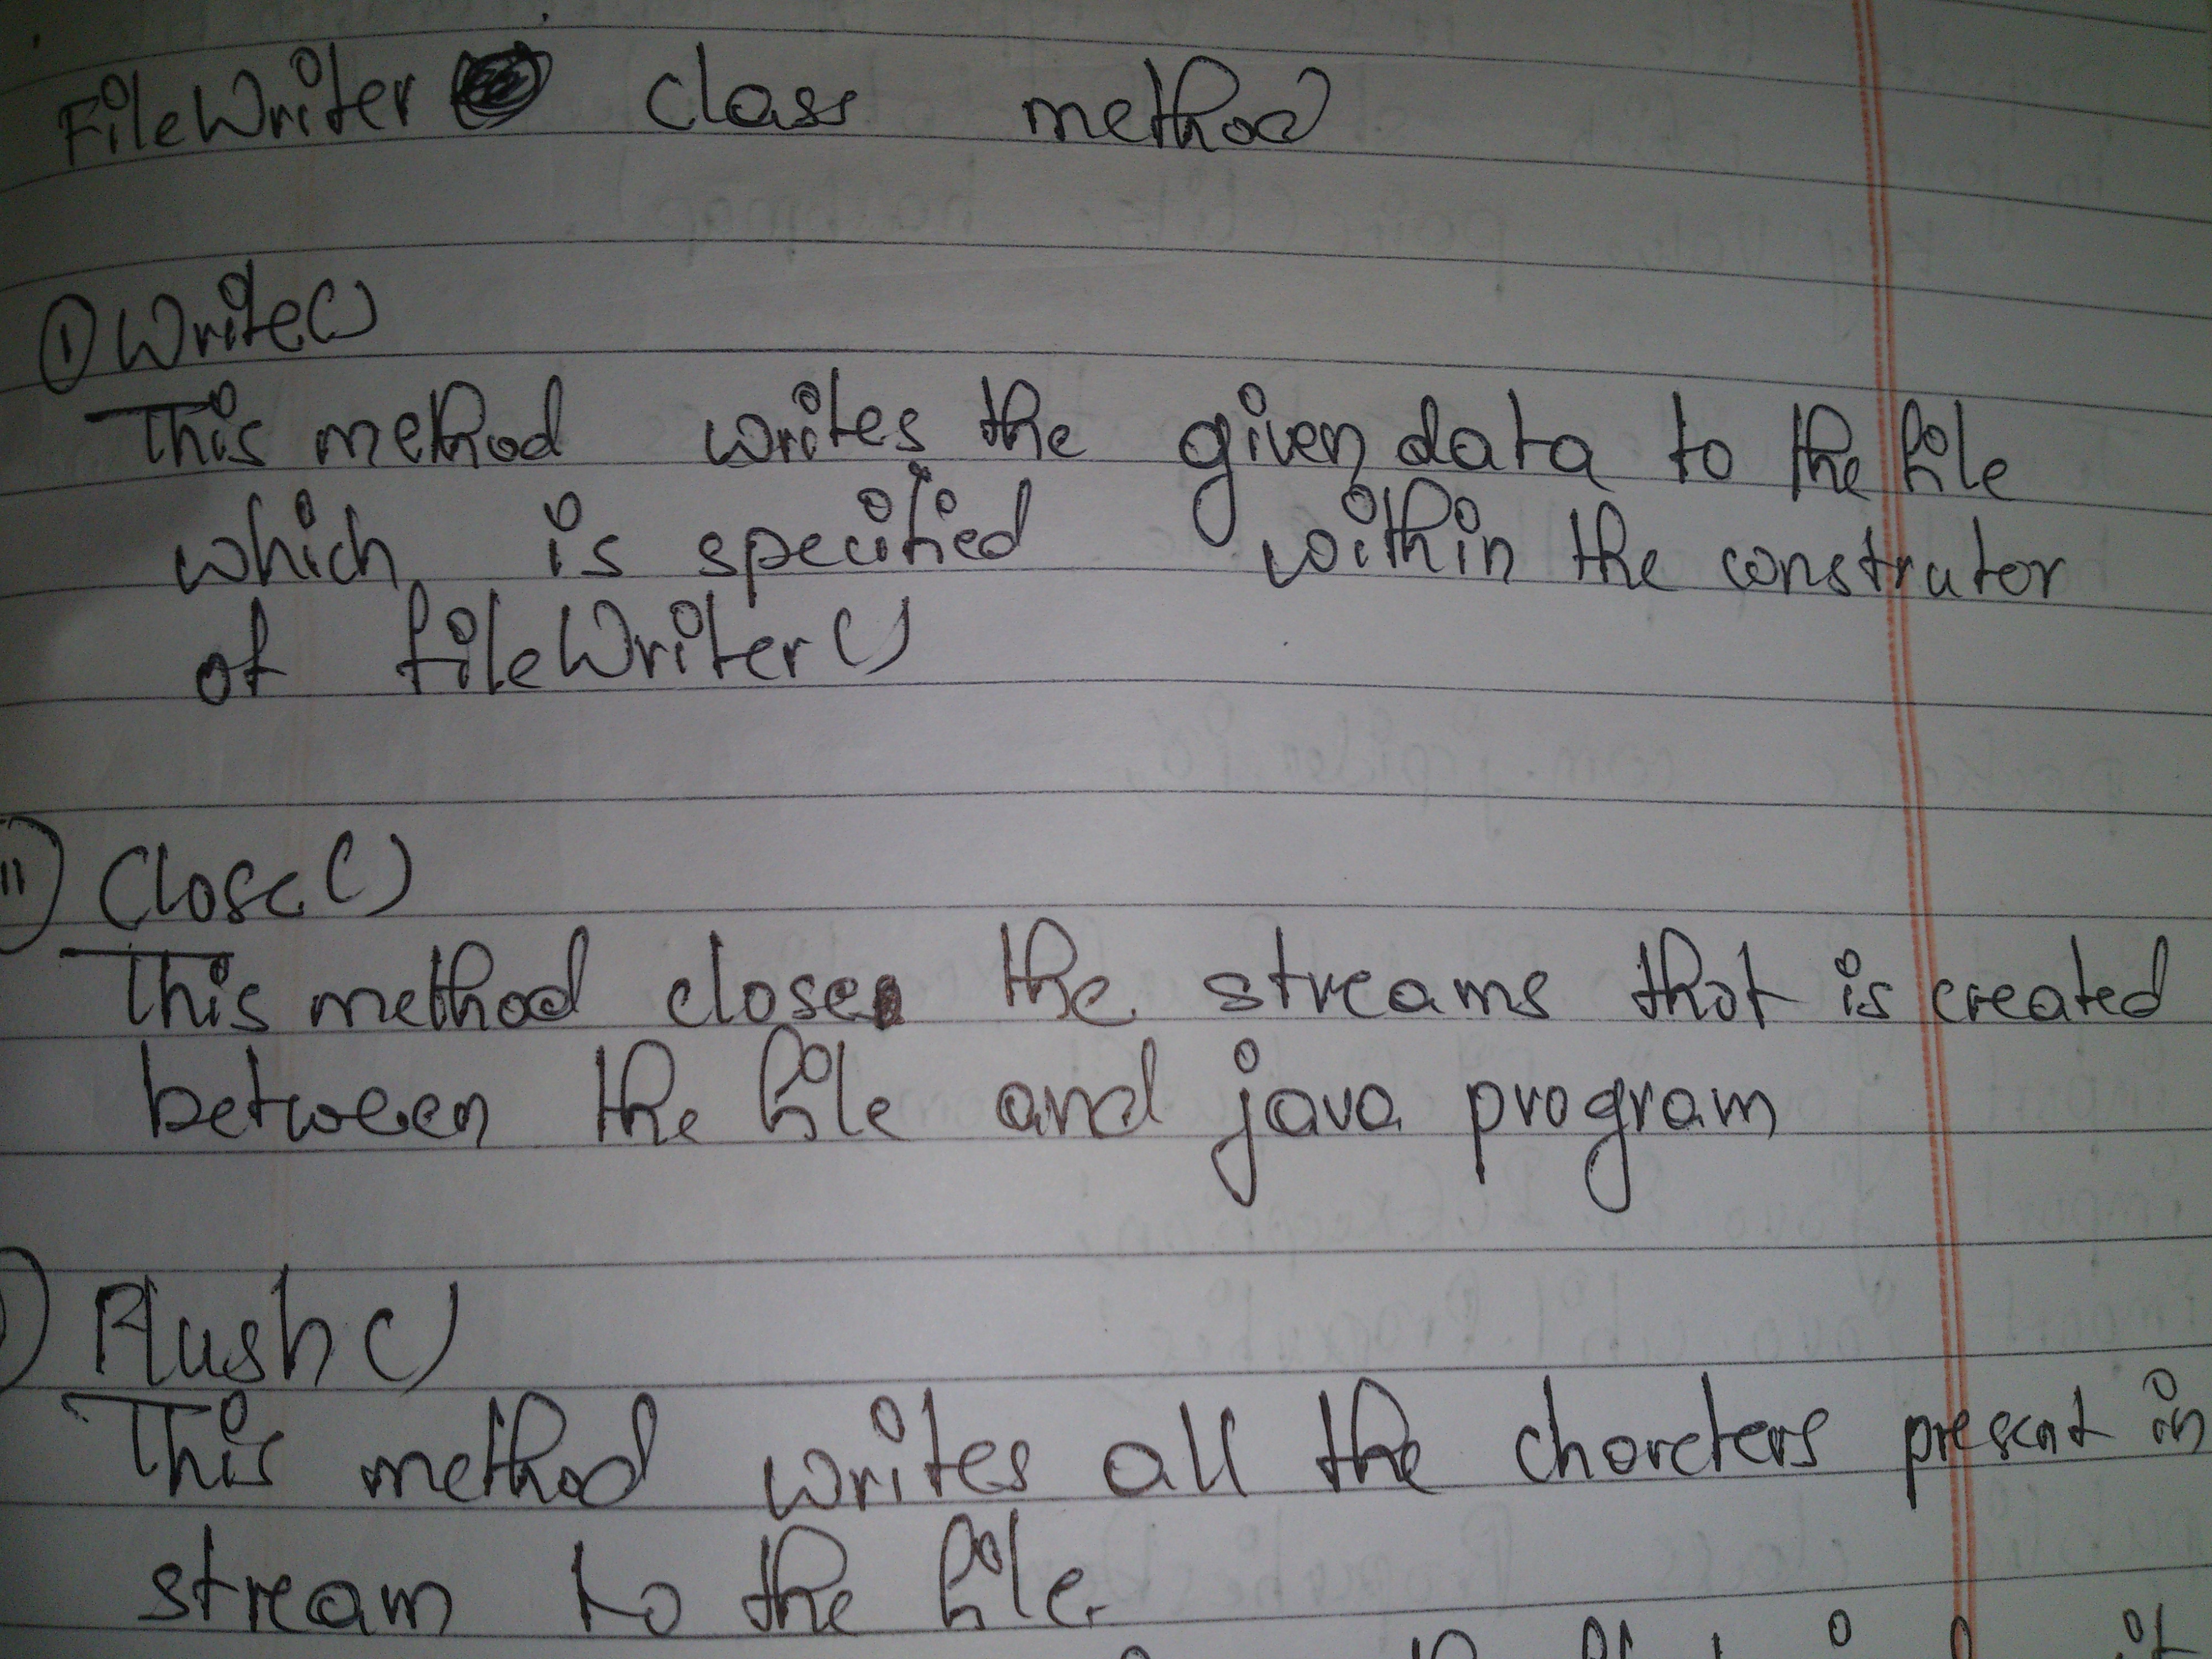 FileWriter class method
① Write()
This method writes the given data to the file
which is specified within the construtor
of fileWriter()
ii) Close()
This method closes the streams that is created
between the file and java program
) Flush()
This method writes all the charcters present in
stream to the file.